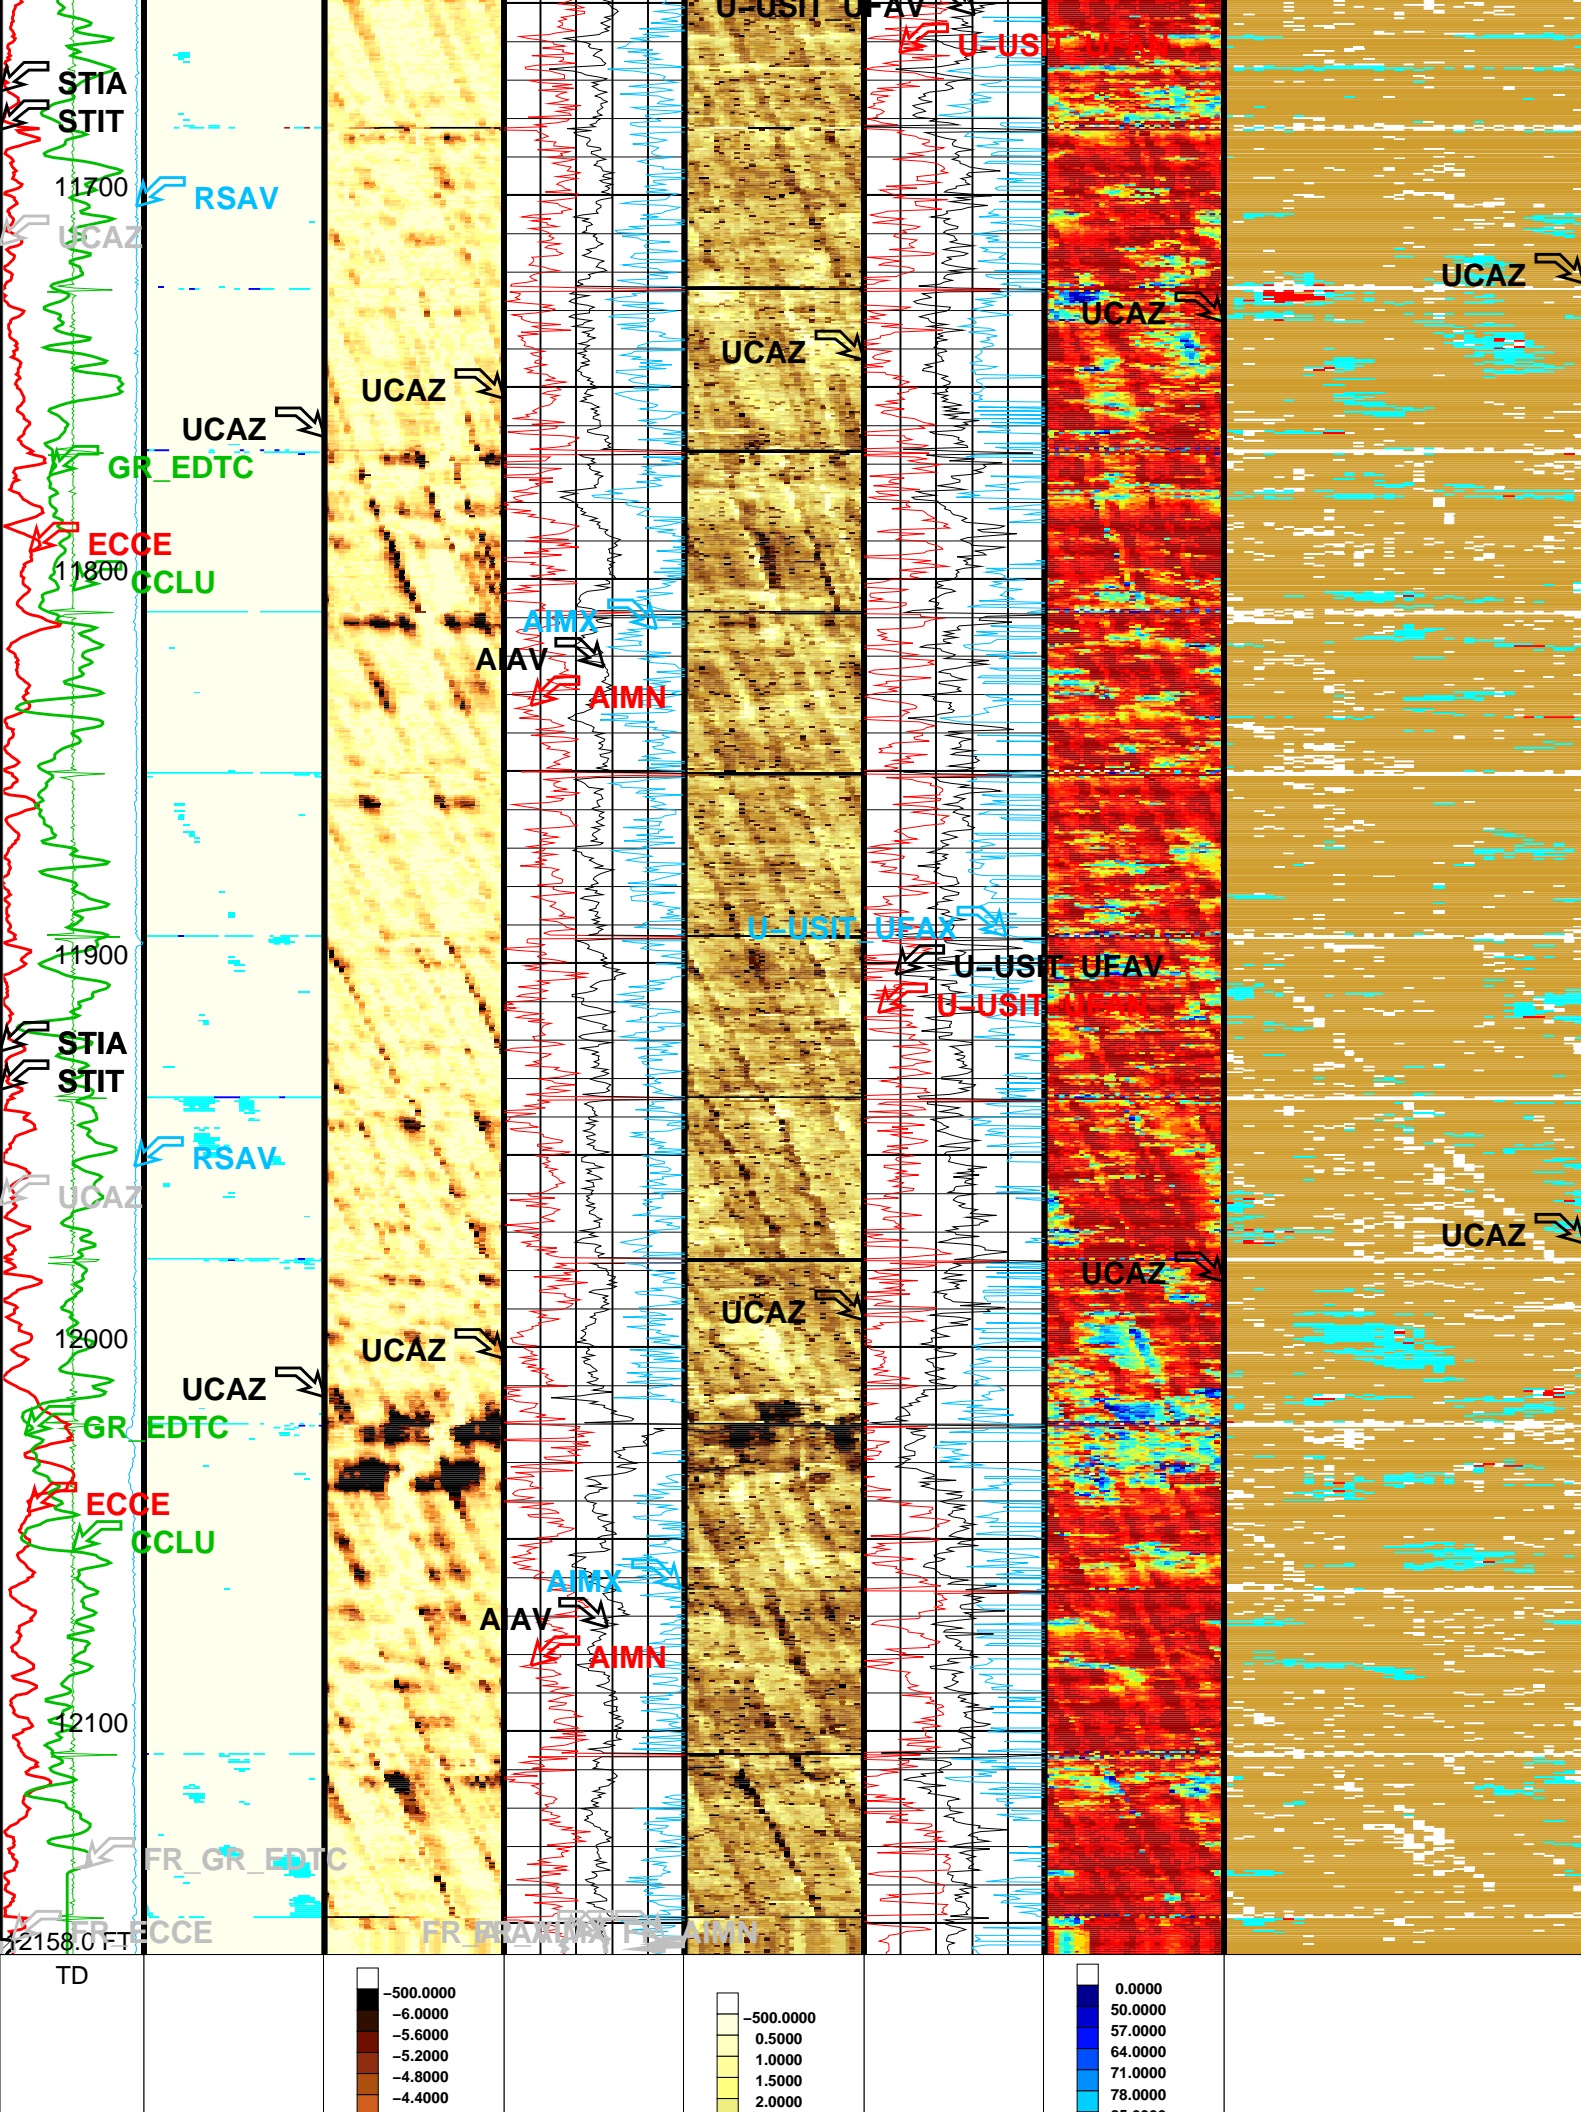 U-USIT_UFAV
U-USIT_UFAN
STIA
STIT
11700
RSAV
UCAZ
UCAZ
UCAZ
UCAZ
UCAZ
UCAZ
GR_EDTC
ECCE
11800
CCLU
AIMX
AIAV
AIMN
U-USIT_UFAX
11900
U-USIT_UFAV
U-USIT_UFAN
STIA
STIT
RSAV
UCAZ
UCAZ
UCAZ
UCAZ
12000
UCAZ
UCAZ
GR_EDTC
ECCE
CCLU
AIMX
AIAV
AIMN
12100
FR_GR_EDTC
FR_ECCE
AIMN
12158.0 FT
TD
-500.0000
-6.0000
-5.6000
-5.2000
-4.8000
-4.4000
-500.0000
0.5000
1.0000
1.5000
2.0000
0.0000
50.0000
57.0000
64.0000
71.0000
78.0000